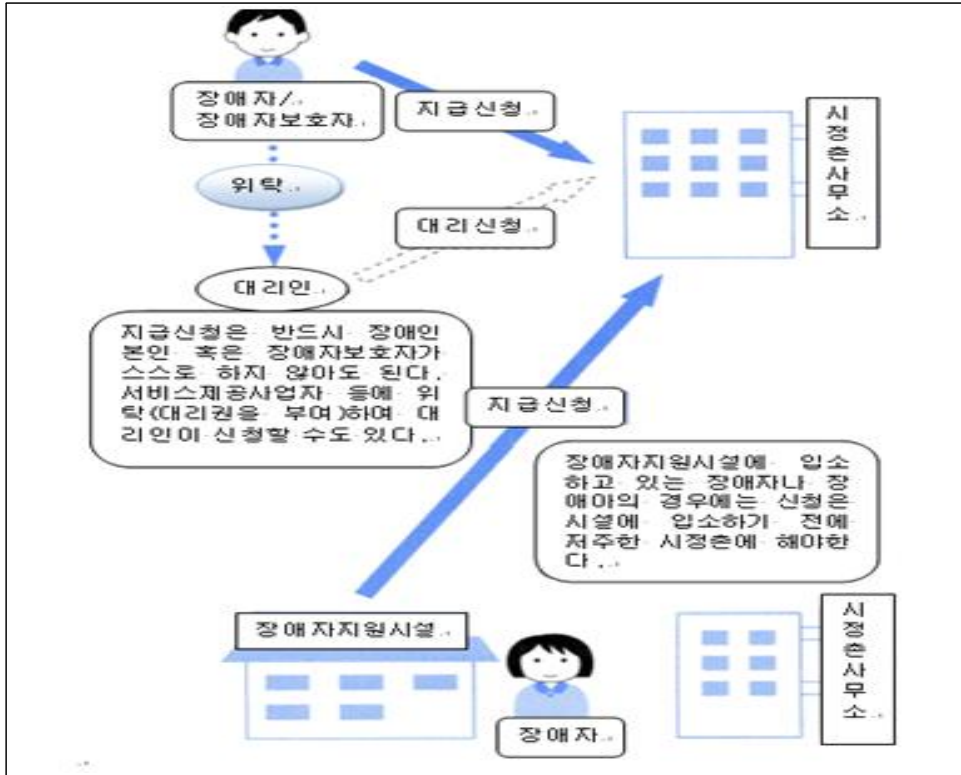 장애자/
장애자보호자
지급신청
시정촌사무소
위탁
대리신청
대리인
지급신청은 반드시 장애인
본인 혹은 장애자보호자가
스스로 하지 않아도 된다.
서비스제공사업자 등에 위
탁(대리권을 부여)하여 대
리인이 신청할 수도 있다.
지급신청
장애자지원시설에 입소
하고 있는 장애자나 장
애아의 경우에는 신청은
시설에 입소하기 전에
저주한 시정촌에 해야한
다.
장애자지원시설
시정촌사무소
장애자